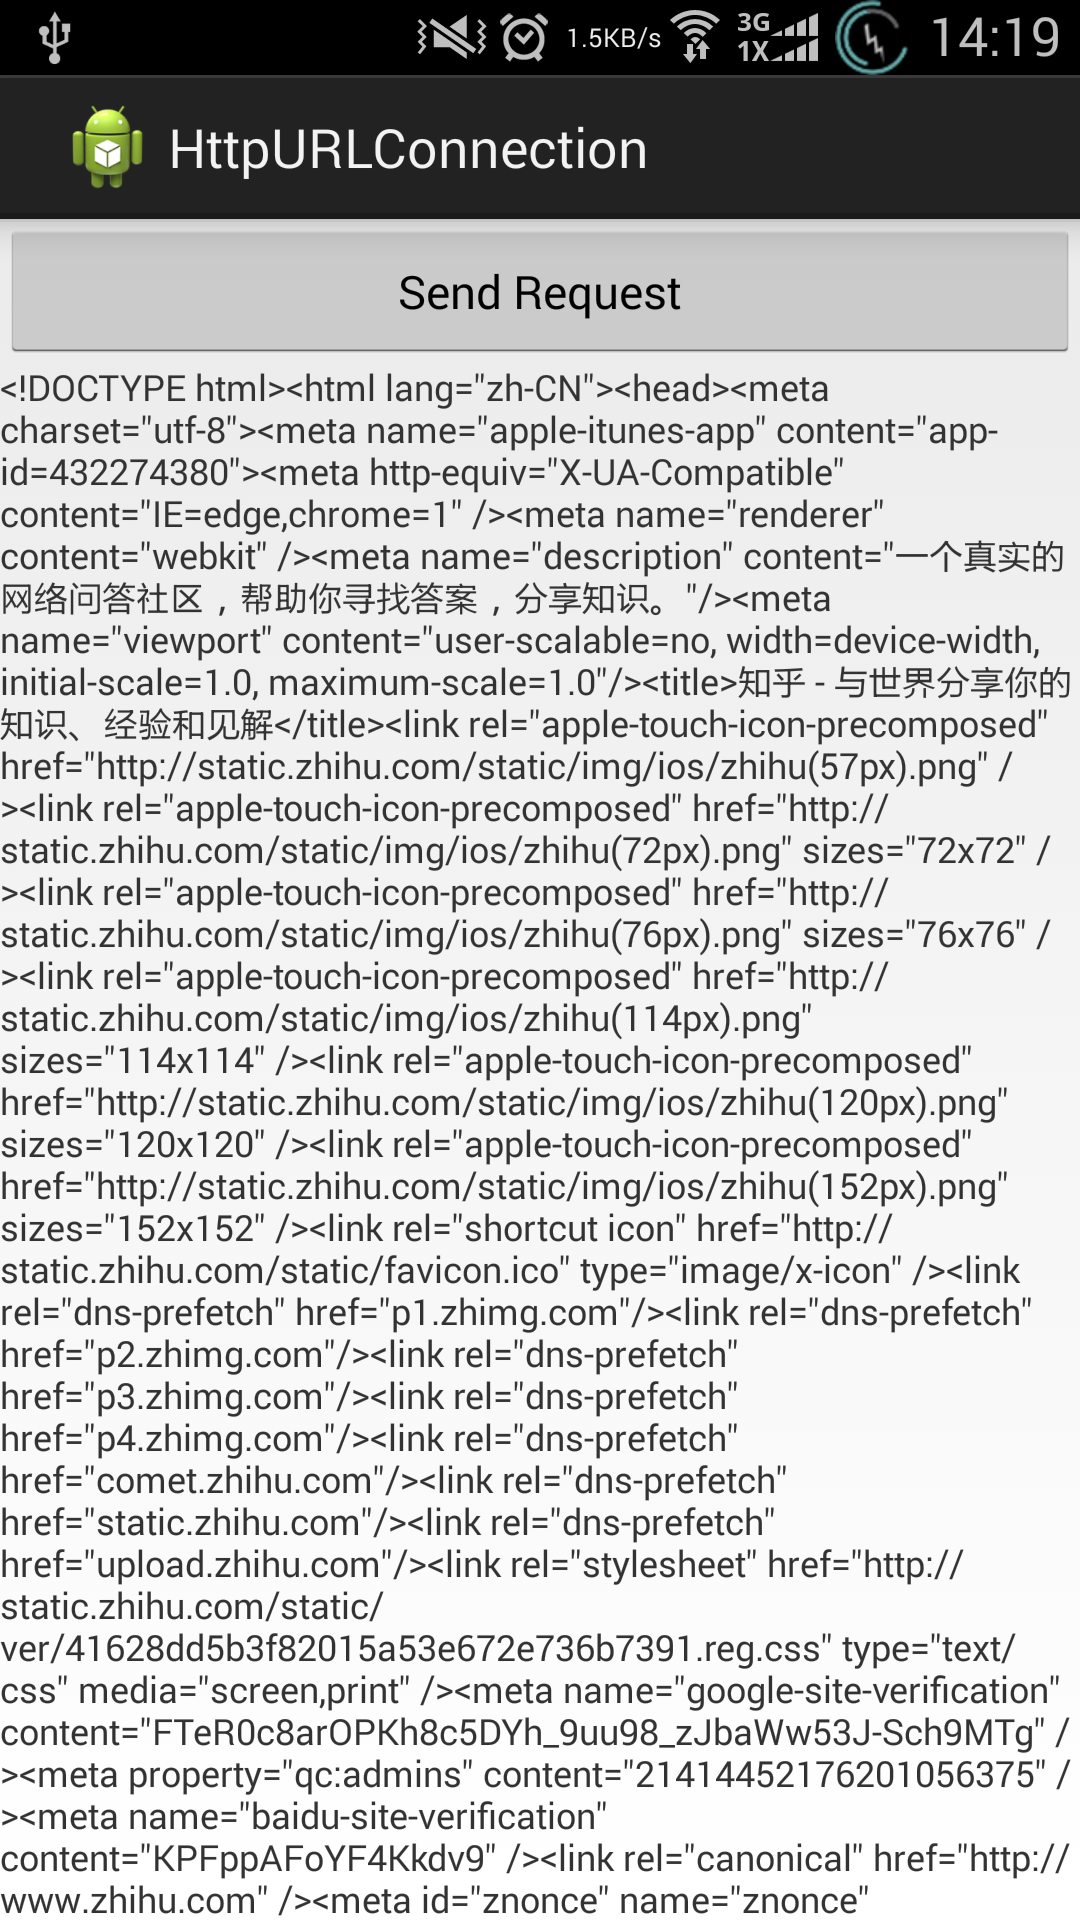 1.5KB/s 3G 1X 14:19
HttpURLConnection
Send Request
<!DOCTYPE html><html lang="zh-CN"><head><meta
charset="utf-8"><meta name="apple-itunes-app" content="app-
id=432274380"><meta http-equiv="X-UA-Compatible"
content="IE=edge,chrome=1" /><meta name="renderer"
content="webkit" /><meta name="description" content="一个真实的
网络问答社区，帮助你寻找答案，分享知识。"/><meta
name="viewport" content="user-scalable=no, width=device-width,
initial-scale=1.0, maximum-scale=1.0"/><title>知乎 - 与世界分享你的
知识、经验和见解</title><link rel="apple-touch-icon-precomposed"
href="http://static.zhihu.com/static/img/ios/zhihu(57px).png" /
><link rel="apple-touch-icon-precomposed" href="http://
static.zhihu.com/static/img/ios/zhihu(72px).png" sizes="72x72" /
><link rel="apple-touch-icon-precomposed" href="http://
static.zhihu.com/static/img/ios/zhihu(76px).png" sizes="76x76" /
><link rel="apple-touch-icon-precomposed" href="http://
static.zhihu.com/static/img/ios/zhihu(114px).png"
sizes="114x114" /><link rel="apple-touch-icon-precomposed"
href="http://static.zhihu.com/static/img/ios/zhihu(120px).png"
sizes="120x120" /><link rel="apple-touch-icon-precomposed"
href="http://static.zhihu.com/static/img/ios/zhihu(152px).png"
sizes="152x152" /><link rel="shortcut icon" href="http://
static.zhihu.com/static/favicon.ico" type="image/x-icon" /><link
rel="dns-prefetch" href="p1.zhimg.com"/><link rel="dns-prefetch"
href="p2.zhimg.com"/><link rel="dns-prefetch"
href="p3.zhimg.com"/><link rel="dns-prefetch"
href="p4.zhimg.com"/><link rel="dns-prefetch"
href="comet.zhihu.com"/><link rel="dns-prefetch"
href="static.zhihu.com"/><link rel="dns-prefetch"
href="upload.zhihu.com"/><link rel="stylesheet" href="http://
static.zhihu.com/static/
ver/41628dd5b3f82015a53e672e736b7391.reg.css" type="text/
css" media="screen,print" /><meta name="google-site-verification"
content="FTeR0c8arOPKh8c5DYh_9uu98_zJbaWw53J-Sch9MTg" /
><meta property="qc:admins" content="21414452176201056375" /
><meta name="baidu-site-verification"
content="KPFppAFoYF4Kkdv9" /><link rel="canonical" href="http://
www.zhihu.com" /><meta id="znonce" name="znonce"